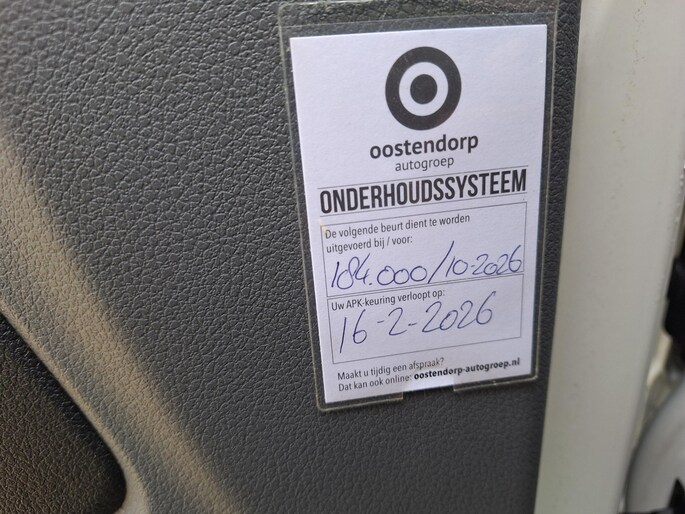 oostendorp
autogroep
ONDERHOUDSSYSTEEM
De volgende beurt dient te worden
uitgevoerd bij / voor:
184.000/10-2026
Uw APK-keuring verloopt op:
16-2-2026
Maakt u tijdig een afspraak?
Dat kan ook online: oostendorp-autogroep.nl